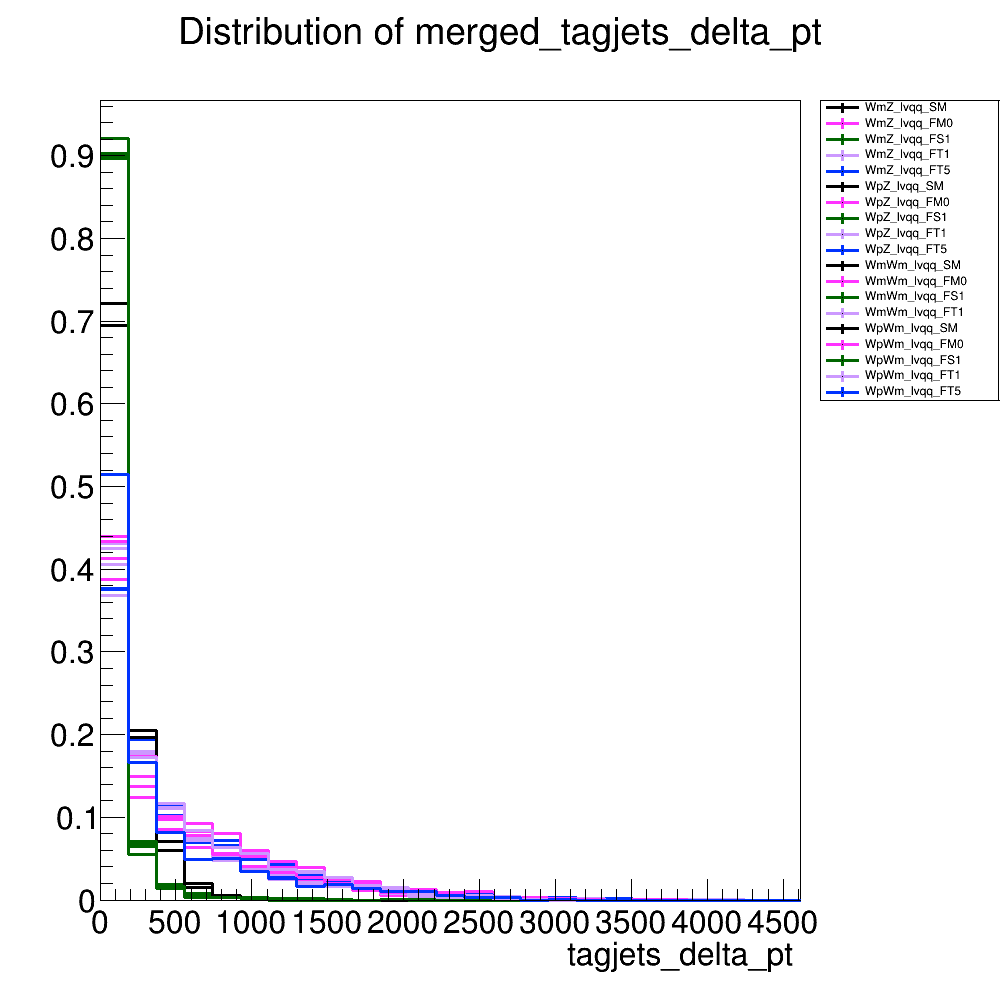 Distribution of merged_tagjets_delta_pt
WmZ_lvqq_SM
WmZ_lvqq_FM0
WmZ_lvqq_FS1
WmZ_lvqq_FT1
WmZ_lvqq_FT5
WpZ_lvqq_SM
WpZ_lvqq_FM0
WpZ_lvqq_FS1
WpZ_lvqq_FT1
WpZ_lvqq_FT5
WmWm_lvqq_SM
WmWm_lvqq_FM0
WmWm_lvqq_FS1
WmWm_lvqq_FT1
WpWm_lvqq_SM
WpWm_lvqq_FM0
WpWm_lvqq_FS1
WpWm_lvqq_FT1
WpWm_lvqq_FT5
0.9
0.8
0.7
0.6
0.5
0.4
0.3
0.2
0.1
0
0 500 1000 1500 2000 2500 3000 3500 4000 4500
tagjets_delta_pt